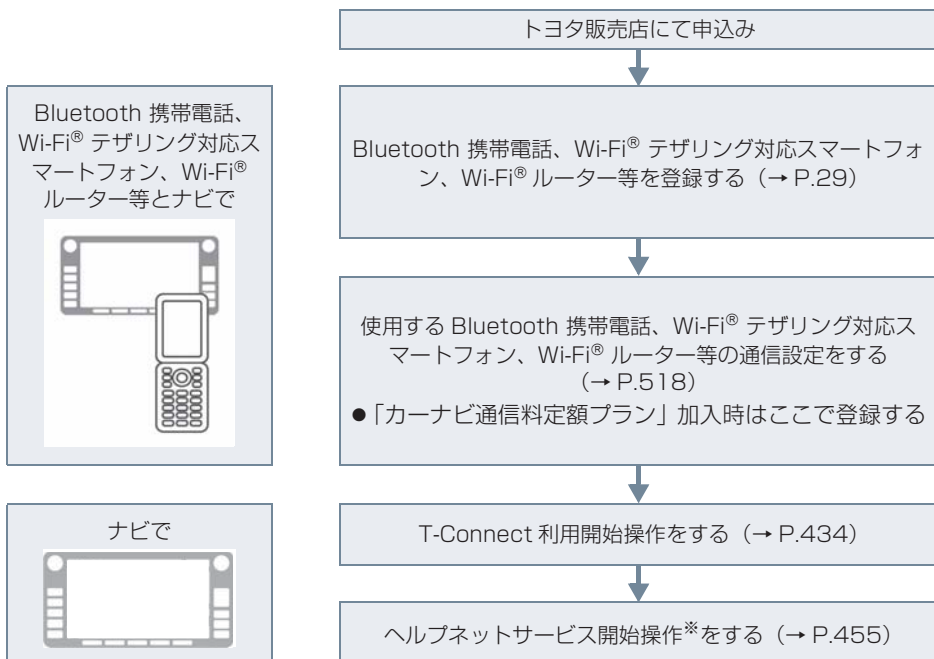 トヨタ販売店にて申込み
Bluetooth 携帯電話、
Wi-Fi® テザリング対応ス
マートフォン、Wi-Fi®
ルーター等とナビで
Bluetooth 携帯電話、Wi-Fi® テザリング対応スマートフォ
ン、Wi-Fi® ルーター等を登録する（→ P.29）
使用する Bluetooth 携帯電話、Wi-Fi® テザリング対応ス
マートフォン、Wi-Fi® ルーター等の通信設定をする
（→ P.518）
●「カーナビ通信料定額プラン」加入時はここで登録する
ナビで
T-Connect 利用開始操作をする（→ P.434）
ヘルプネットサービス開始操作※をする（→ P.455）